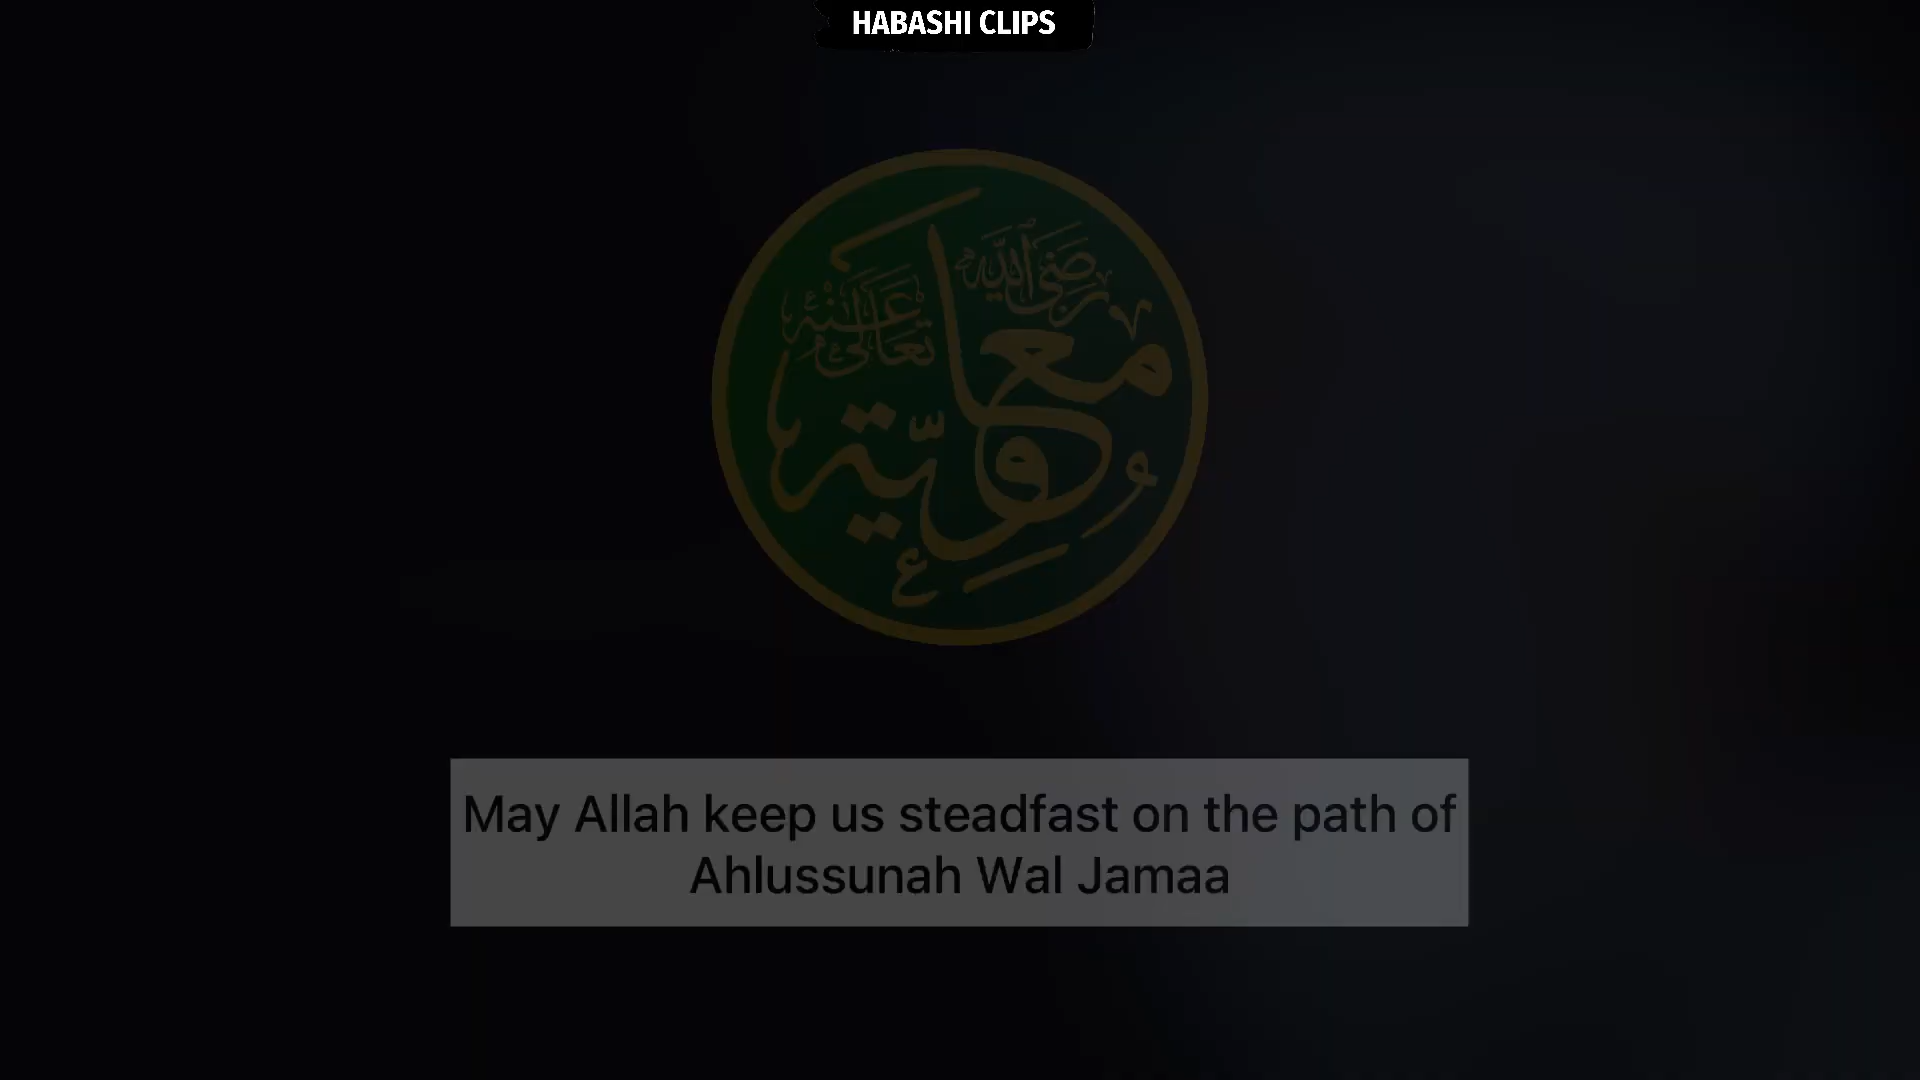 HABASHI CLIPS
رضي الله
تعالى عنه
معاوية
May Allah keep us steadfast on the path of
Ahlussunah Wal Jamaa